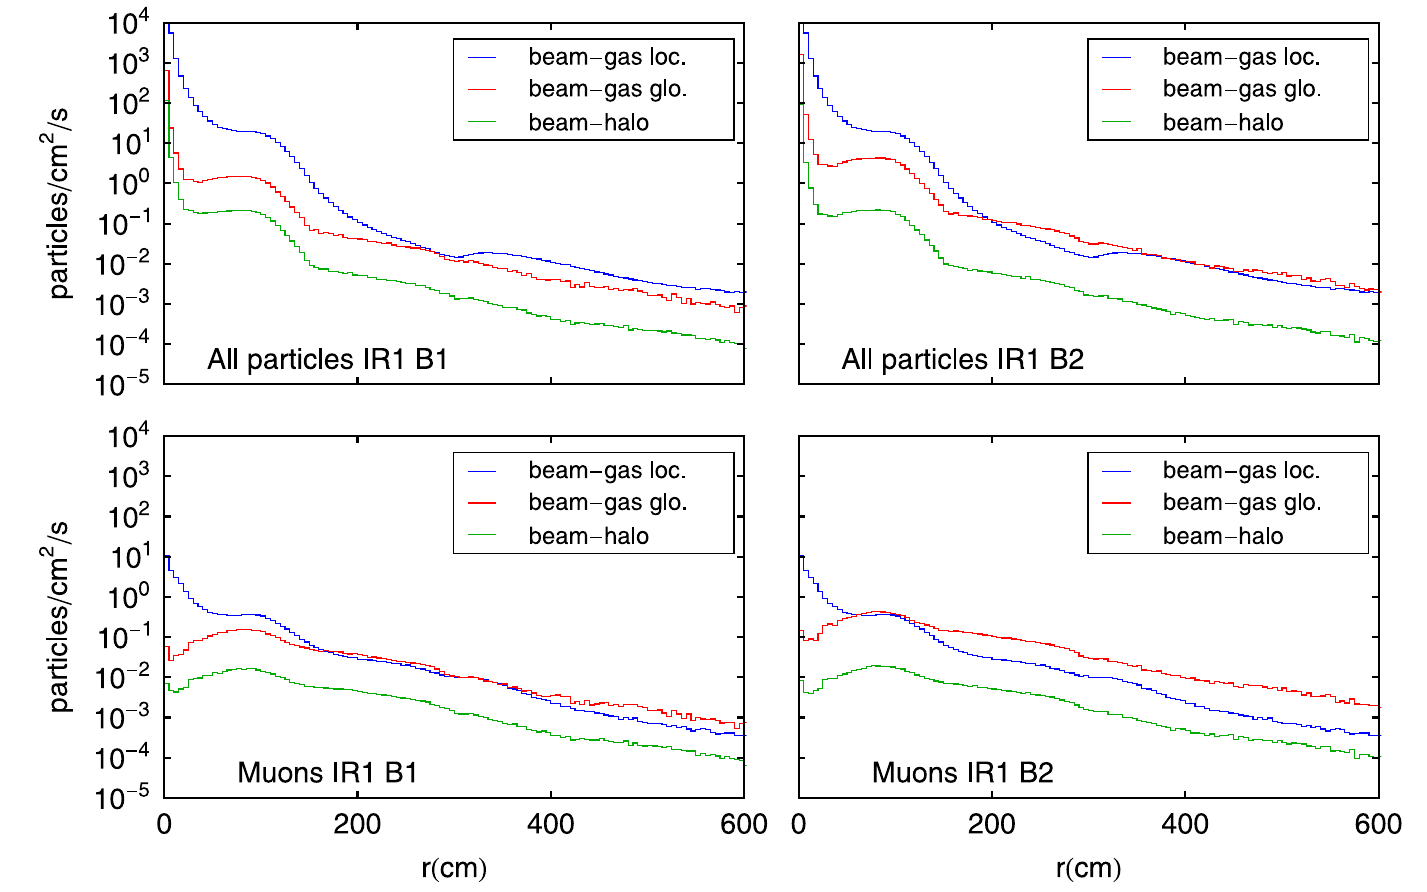 10^4
10^3
10^2
10^1
10^0
10^−1
10^−2
10^−3
10^−4
10^−5
particles/cm^2/s
beam−gas loc.
beam−gas glo.
beam−halo
All particles IR1 B1
beam−gas loc.
beam−gas glo.
beam−halo
All particles IR1 B2
10^4
10^3
10^2
10^1
10^0
10^−1
10^−2
10^−3
10^−4
10^−5
particles/cm^2/s
beam−gas loc.
beam−gas glo.
beam−halo
Muons IR1 B1
0 200 400 600
r(cm)
beam−gas loc.
beam−gas glo.
beam−halo
Muons IR1 B2
0 200 400 600
r(cm)